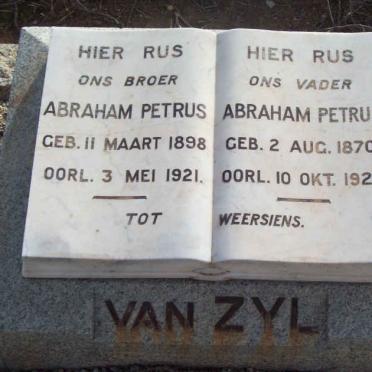 HIER RUS
ONS BROER
ABRAHAM PETRUS
GEB. 11 MAART 1898
OORL. 3 MEI 1921.
HIER RUS
ONS VADER
ABRAHAM PETRU
GEB. 2 AUG. 1870
OORL. 10 OKT. 192
TOT WEERSIENS.
VAN ZYL